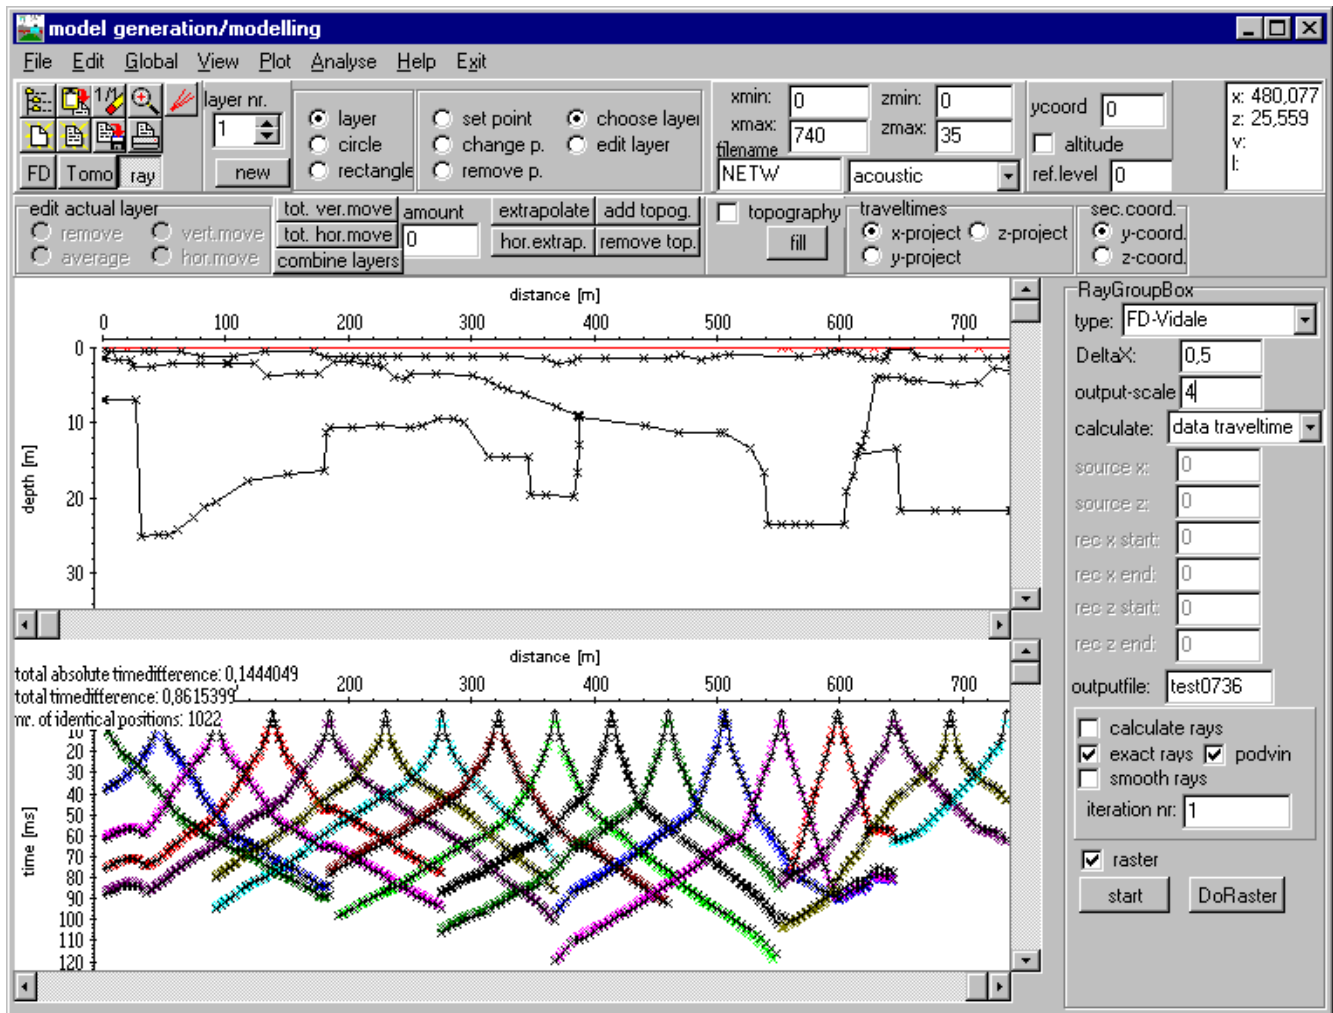 model generation/modelling
File Edit Global View Plot Analyse Help Exit
1/1
layer nr.
1
new
FD Tomo ray
layer
circle
rectangle
set point
change p.
remove p.
choose layer
edit layer
xmin: 0
xmax: 740
zmin: 0
zmax: 35
filename
NETW
acoustic
ycoord 0
altitude
ref.level 0
x: 480,077
z: 25,559
v:
l:
edit actual layer
remove vert.move
average hor.move
tot. ver.move
tot. hor.move
combine layers
amount
0
extrapolate add topog.
hor.extrap. remove top.
topography
fill
traveltimes
x-project z-project
y-project
sec.coord.
y-coord.
z-coord.
distance [m]
0 100 200 300 400 500 600 700
depth [m]
0
10
20
30
distance [m]
total absolute timedifference: 0,1444049
total timedifference: 0,8615399
nr. of identical positions: 1022
200 300 400 500 600 700
time [ms]
10
20
30
40
50
60
70
80
90
100
110
120
RayGroupBox
type: FD-Vidale
DeltaX: 0,5
output-scale 4
calculate: data traveltime
source x: 0
source z: 0
rec x start: 0
rec x end: 0
rec z start: 0
rec z end: 0
outputfile: test0736
calculate rays
exact rays podvin
smooth rays
iteration nr: 1
raster
start DoRaster